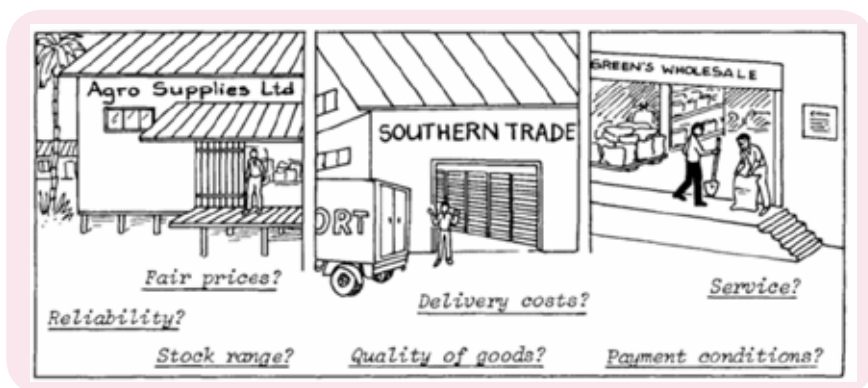 Agro Supplies Ltd
SOUTHERN TRADE
GREEN'S WHOLESALE
ORT
Fair prices?
Delivery costs?
Service?
Reliability?
Stock range?
Quality of goods?
Payment conditions?